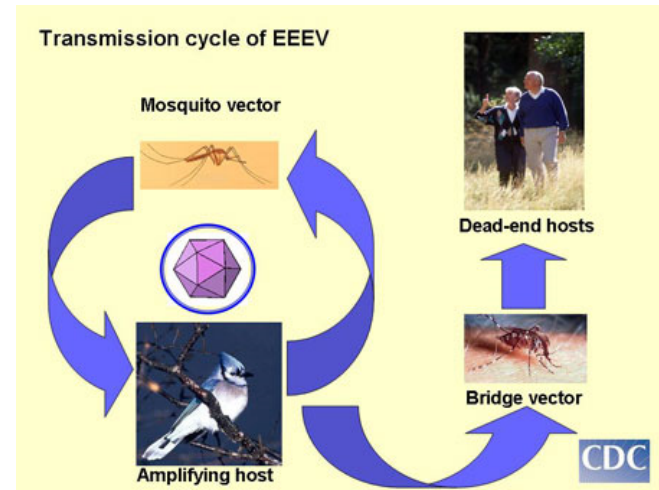 Transmission cycle of EEEV
Mosquito vector
Amplifying host
Dead-end hosts
Bridge vector
CDC